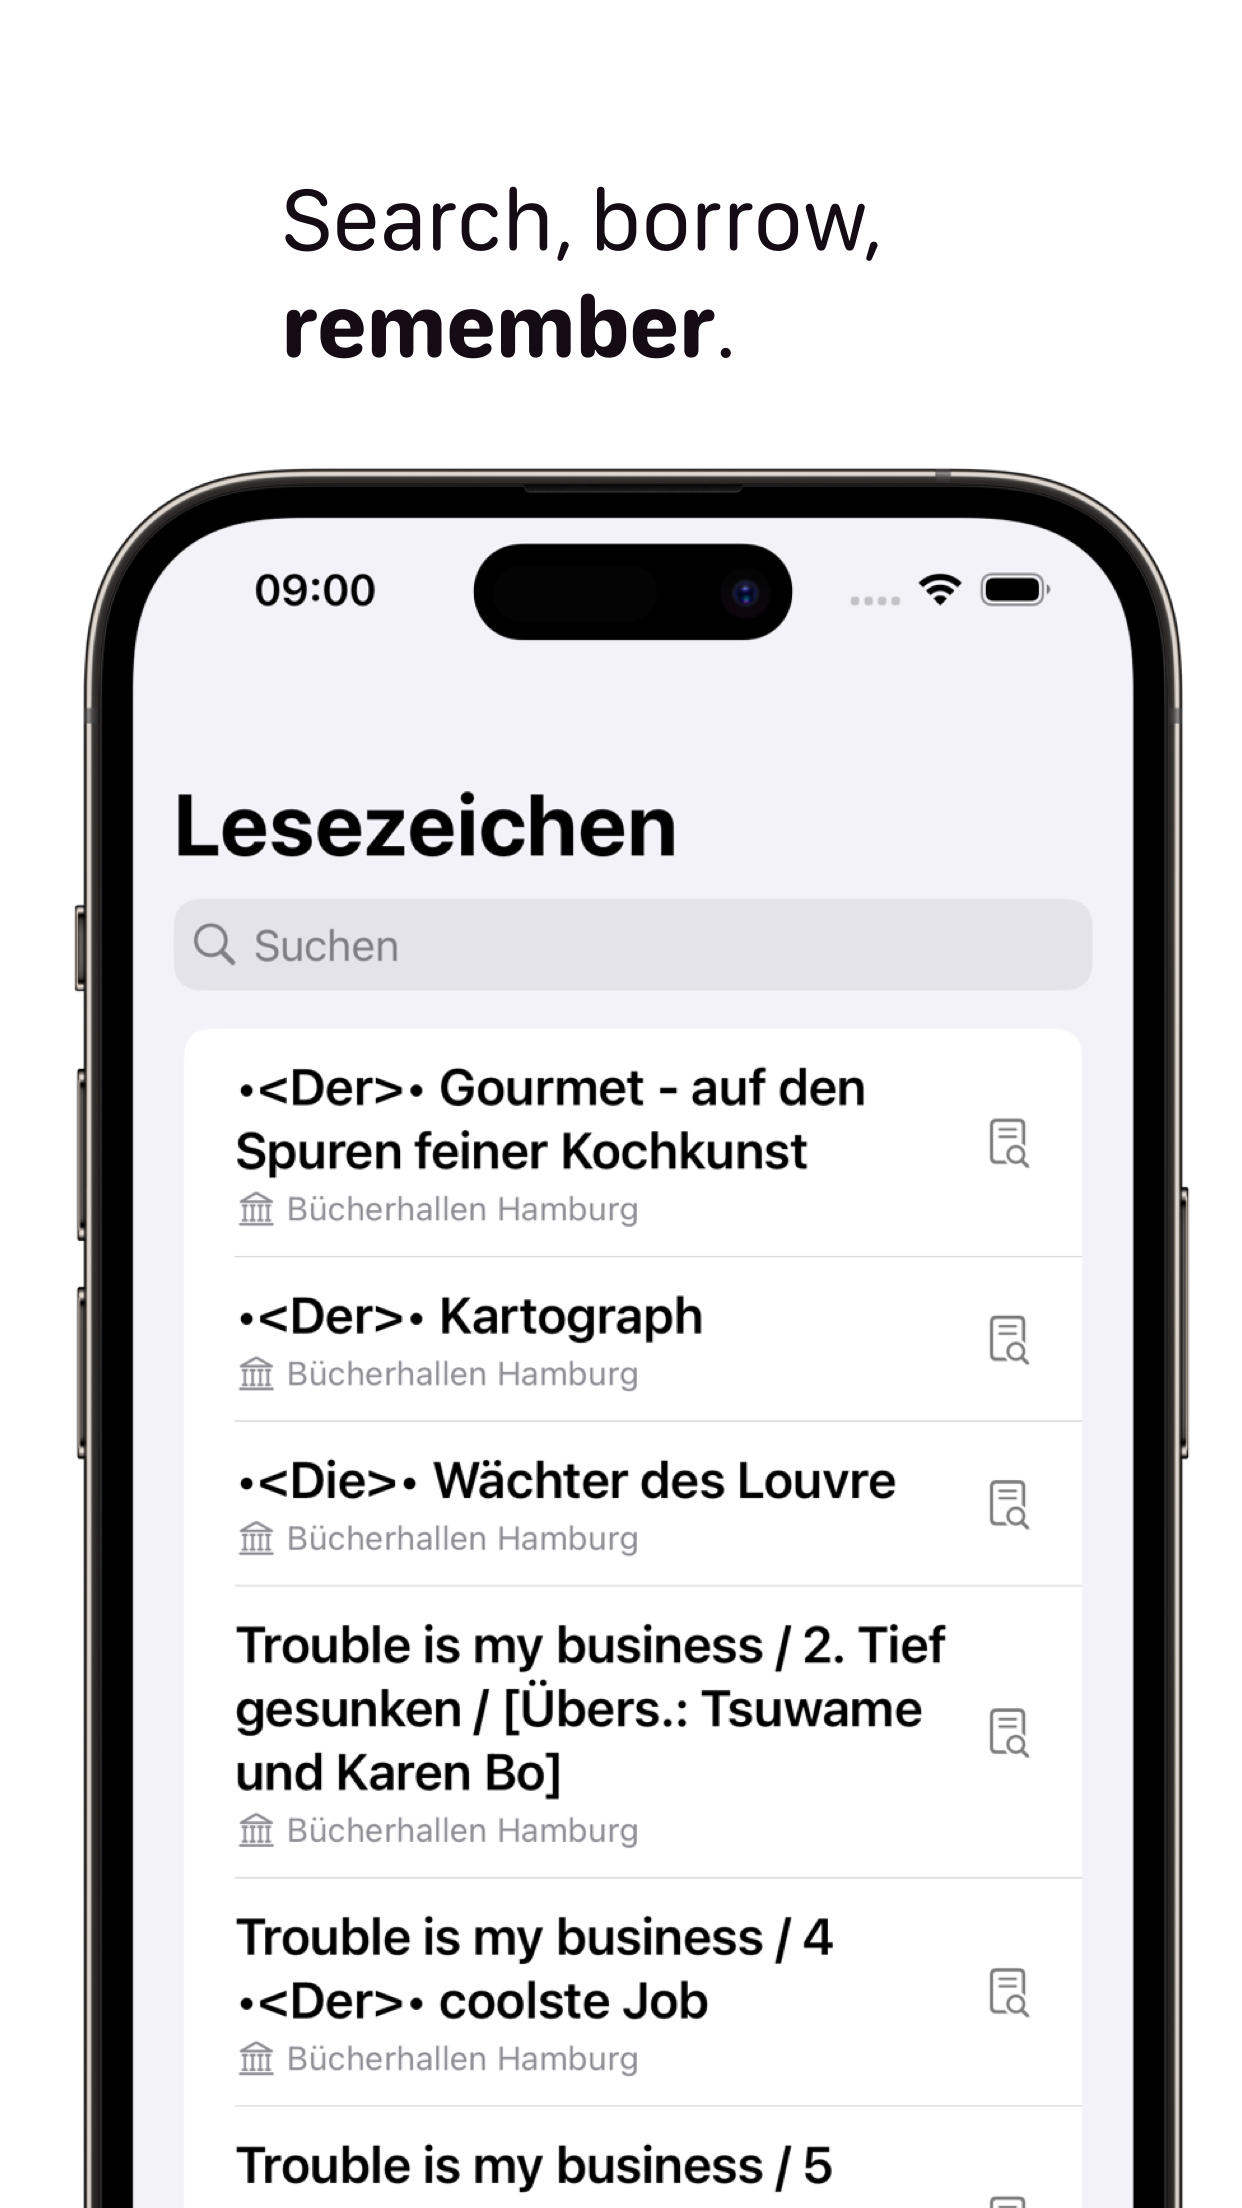 Search, borrow,
remember.
09:00
Lesezeichen
Suchen
•<Der>• Gourmet - auf den
Spuren feiner Kochkunst
Bücherhallen Hamburg
•<Der>• Kartograph
Bücherhallen Hamburg
•<Die>• Wächter des Louvre
Bücherhallen Hamburg
Trouble is my business / 2. Tief
gesunken / [Übers.: Tsuwame
und Karen Bo]
Bücherhallen Hamburg
Trouble is my business / 4
•<Der>• coolste Job
Bücherhallen Hamburg
Trouble is my business / 5